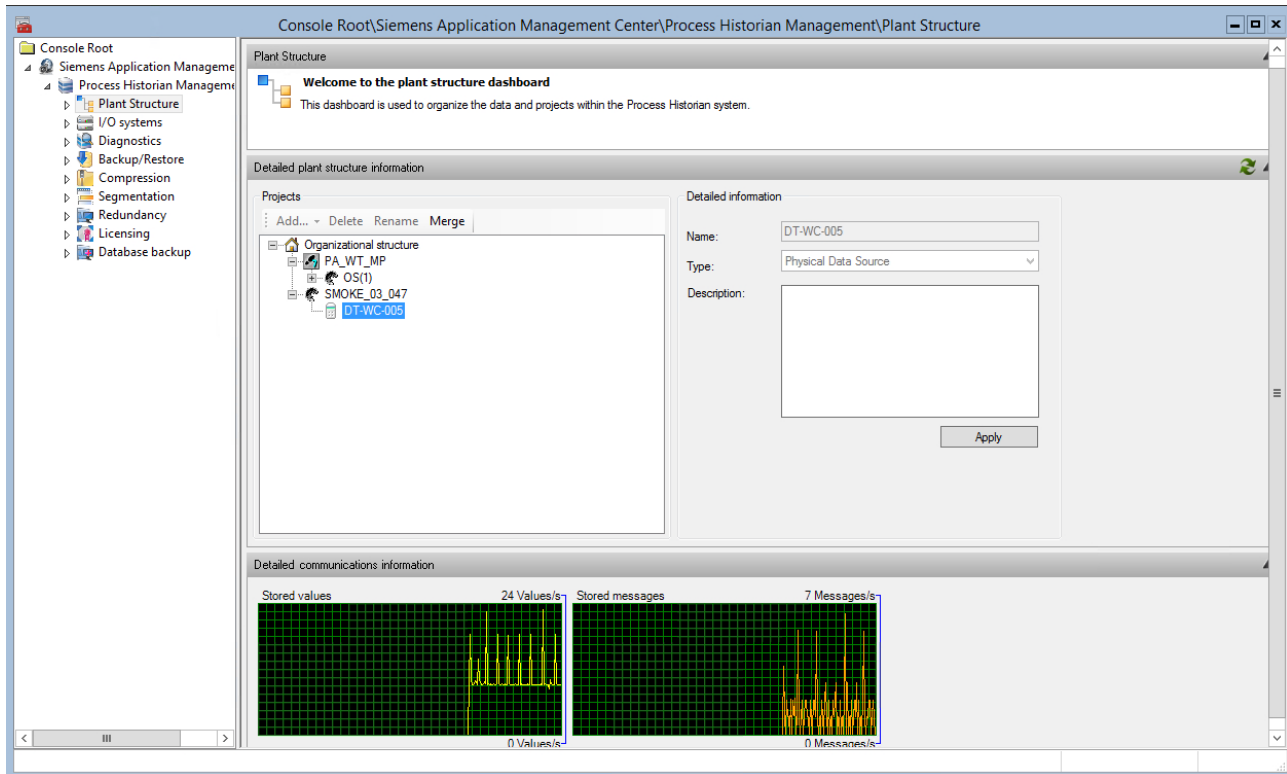 Console Root\Siemens Application Management Center\Process Historian Management\Plant Structure
Console Root
Siemens Application Manageme
Process Historian Manageme
Plant Structure
I/O systems
Diagnostics
Backup/Restore
Compression
Segmentation
Redundancy
Licensing
Database backup
Plant Structure
Welcome to the plant structure dashboard
This dashboard is used to organize the data and projects within the Process Historian system.
Detailed plant structure information
Projects
Add... Delete Rename Merge
Organizational structure
PA_WT_MP
OS(1)
SMOKE_03_047
DT-WC-005
Detailed information
Name: DT-WC-005
Type: Physical Data Source
Description:
Apply
Detailed communications information
Stored values 24 Values/s
0 Values/s
Stored messages 7 Messages/s
0 Messages/s